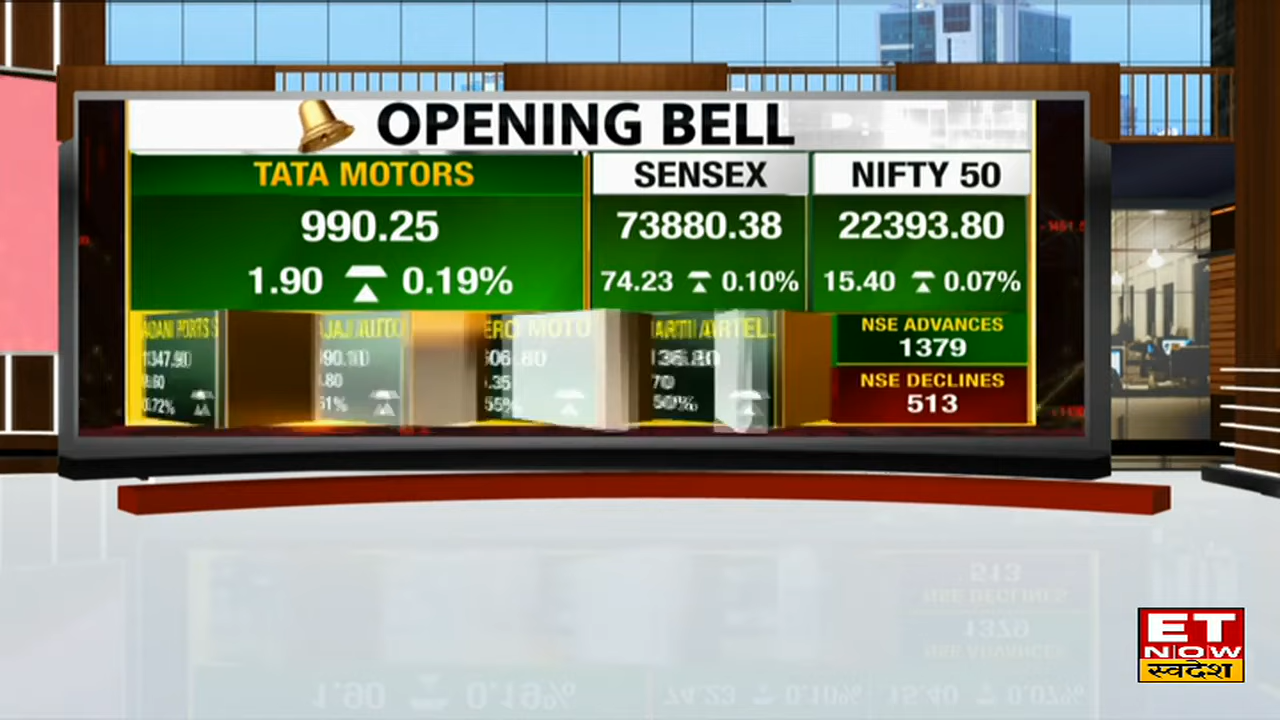 OPENING BELL
TATA MOTORS
990.25
1.90 0.19%
SENSEX
73880.38
74.23 0.10%
NIFTY 50
22393.80
15.40 0.07%
NSE ADVANCES
1379
NSE DECLINES
513
ET
NOW
स्वदेश